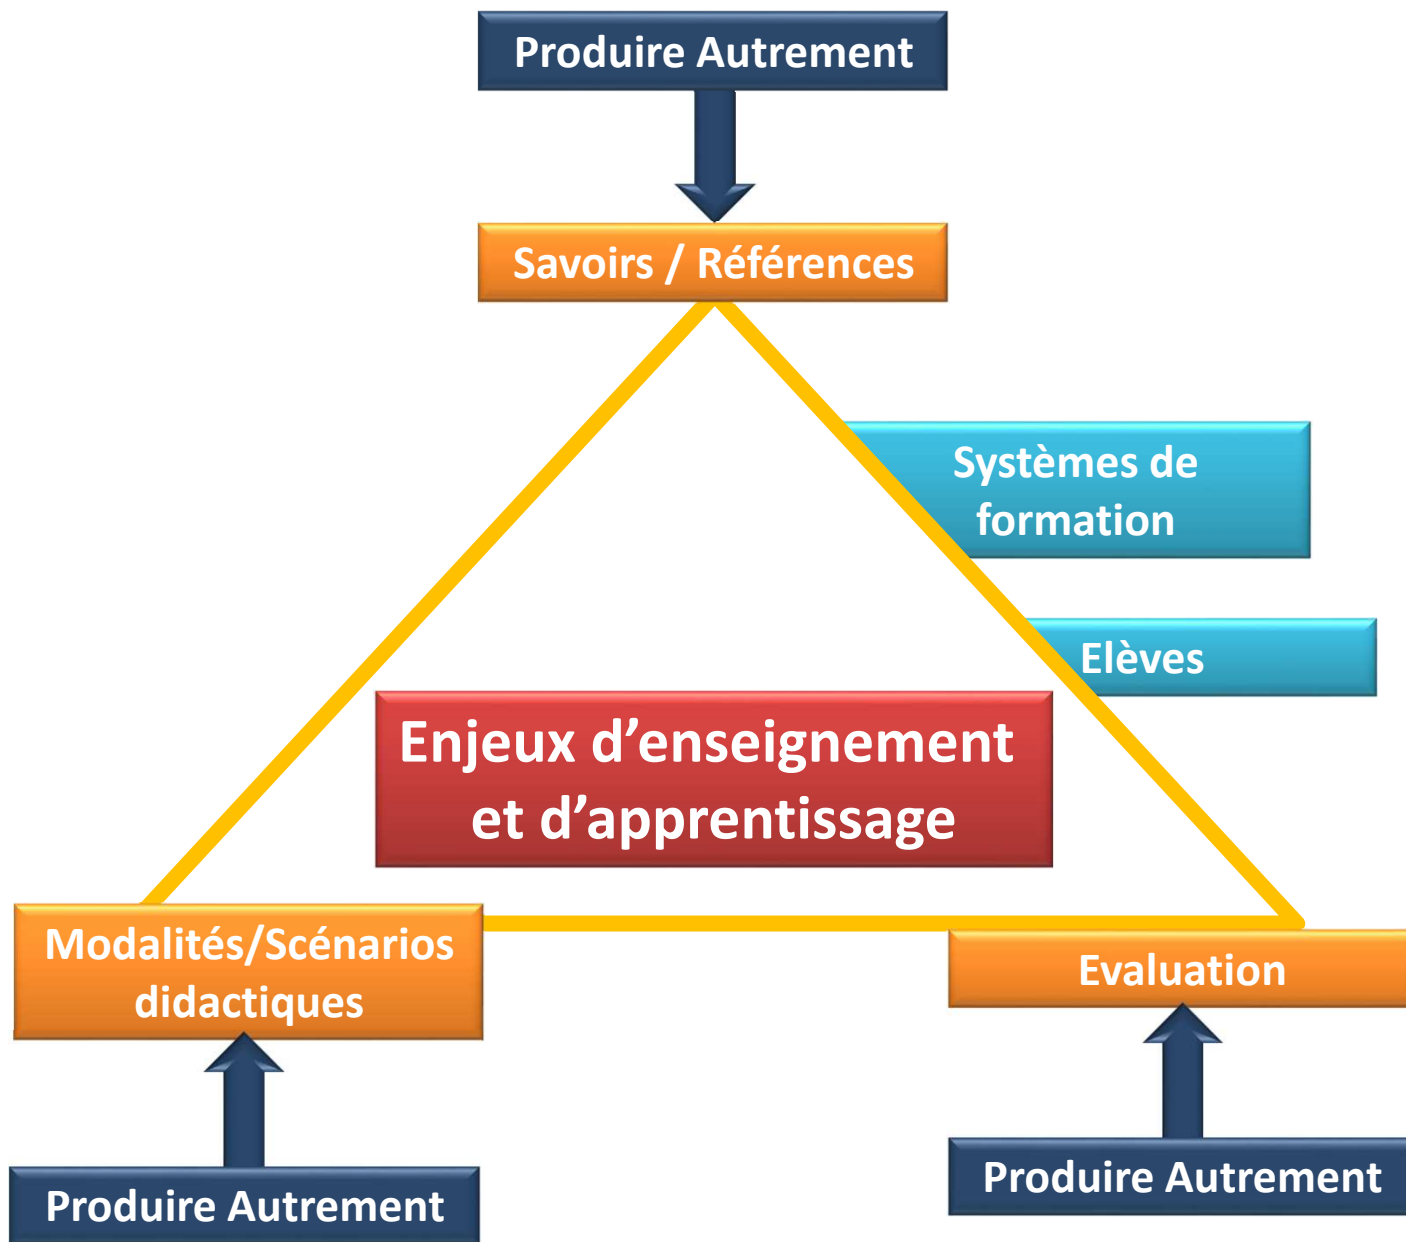 Produire Autrement
Savoirs / Références
Systèmes de
formation
Elèves
Enjeux d’enseignement
et d’apprentissage
Modalités/Scénarios
didactiques
Evaluation
Produire Autrement
Produire Autrement